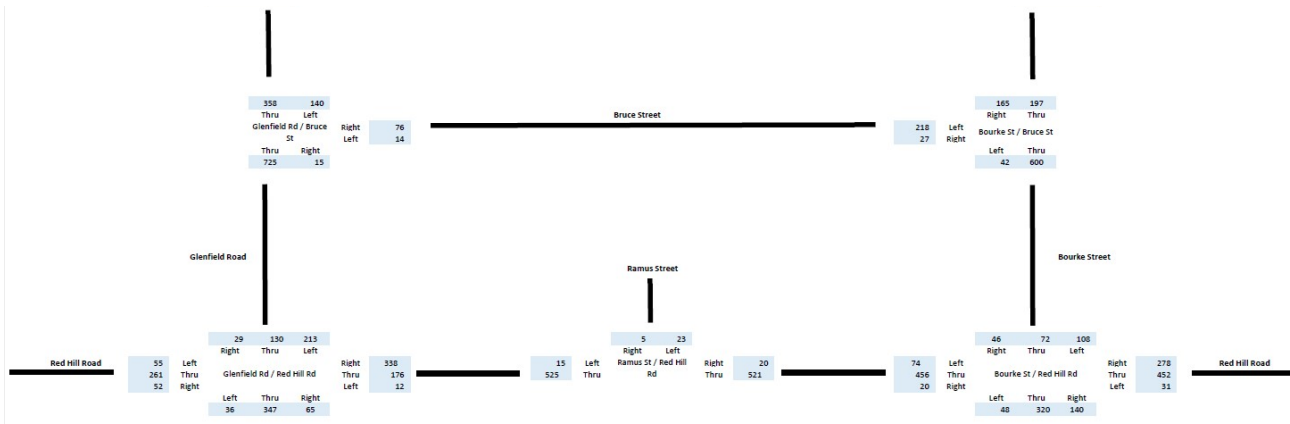 358 140
Thru Left
Glenfield Rd / Bruce
St
Thru Right
725 15
Right 76
Left 14
Bruce Street
218 Left
27 Right
165 197
Right Thru
Bourke St / Bruce St
Left Thru
42 600
Glenfield Road
Ramus Street
Bourke Street
Red Hill Road
55 Left
261 Thru
52 Right
29 130 213
Right Thru Left
Glenfield Rd / Red Hill Rd
Left Thru Right
36 347 65
Right 338
Thru 176
Left 12
15 Left
525 Thru
5 23
Right Left
Ramus St / Red Hill
Rd
Right 20
Thru 521
74 Left
456 Thru
20 Right
46 72 108
Right Thru Left
Bourke St / Red Hill Rd
Left Thru Right
48 320 140
Right 278
Thru 452
Left 31
Red Hill Road